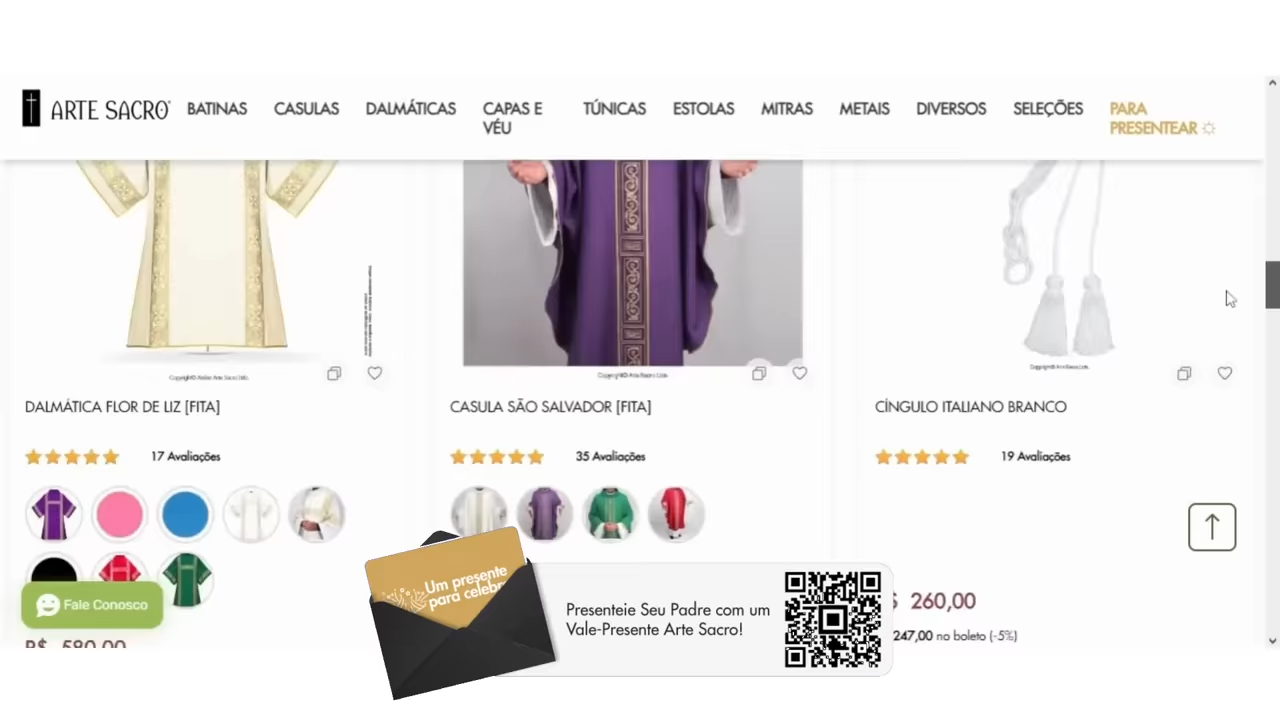 ARTE SACRO
BATINAS
CASULAS
DALMÁTICAS
CAPAS E
VÉU
TÚNICAS
ESTOLAS
MITRAS
METAIS
DIVERSOS
SELEÇÕES
PARA
PRESENTEAR
DALMÁTICA FLOR DE LIZ [FITA]
CASULA SÃO SALVADOR [FITA]
CÍNGULO ITALIANO BRANCO
17 Avaliações
35 Avaliações
19 Avaliações
Fale Conosco
R$ 580,00
Um presente
para celebr
Presenteie Seu Padre com um
Vale-Presente Arte Sacro!
$ 260,00
247,00 no boleto (-5%)